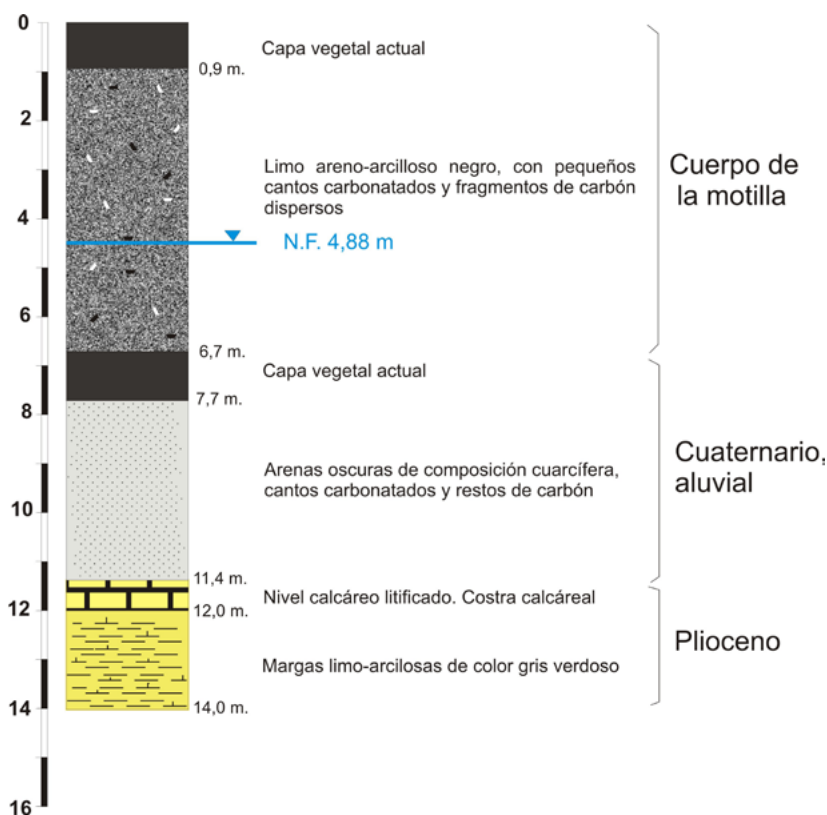 0
Capa vegetal actual
0,9 m.
2
Limo areno-arcilloso negro, con pequeños
cantos carbonatados y fragmentos de carbón
dispersos
Cuerpo de
la motilla
4
N.F. 4,88 m
6
6,7 m.
Capa vegetal actual
7,7 m.
8
Arenas oscuras de composición cuarcífera,
cantos carbonatados y restos de carbón
Cuaternario,
aluvial
10
11,4 m.
Nivel calcáreo litificado. Costra calcáreal
12
12,0 m.
Margas limo-arcilosas de color gris verdoso
Plioceno
14
14,0 m.
16